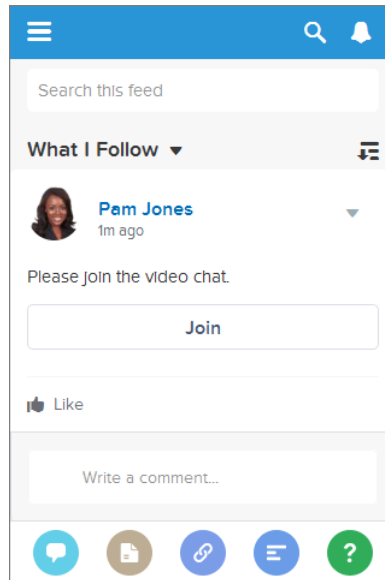 Search this feed
What I Follow
Pam Jones
1m ago
Please join the video chat.
Join
Like
Write a comment...
?